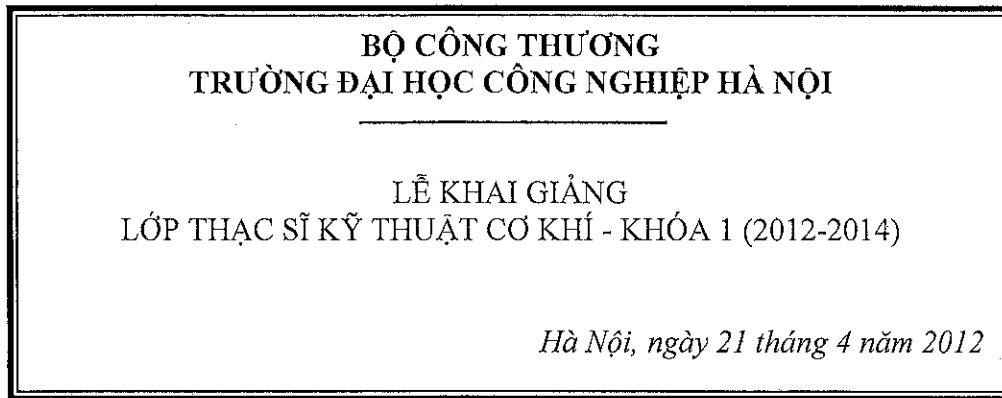 BỘ CÔNG THƯƠNG
TRƯỜNG ĐẠI HỌC CÔNG NGHIỆP HÀ NỘI
LỄ KHAI GIẢNG
LỚP THẠC SĨ KỸ THUẬT CƠ KHÍ - KHÓA 1 (2012-2014)
Hà Nội, ngày 21 tháng 4 năm 2012